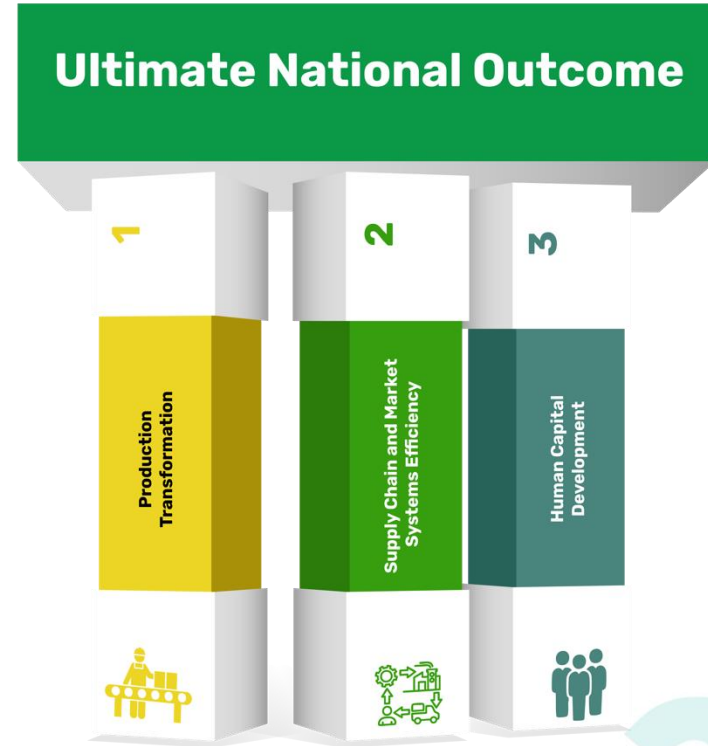 Ultimate National Outcome
1
Production
Transformation
2
Supply Chain and Market
Systems Efficiency
3
Human Capital
Development